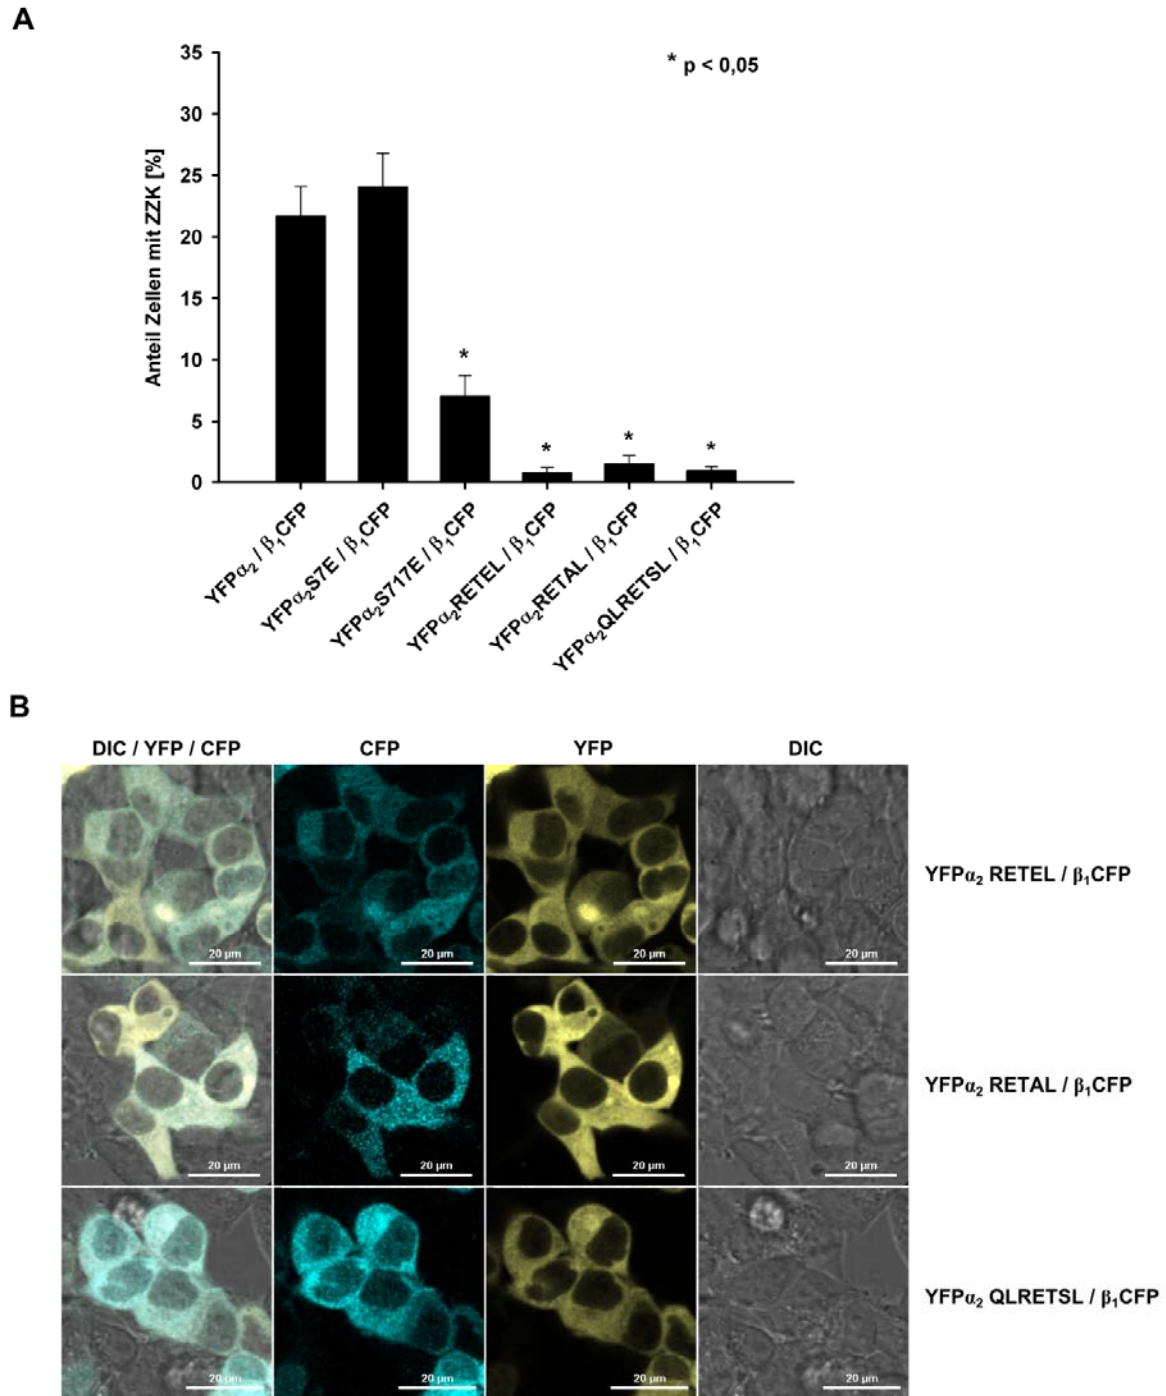 A
* p < 0,05
Anteil Zellen mit ZZK [%]
35
30
25
20
15
10
5
0
*
*
*
*
YFPα₂ / β₁CFP
YFPα₂S7E / β₁CFP
YFPα₂S717E / β₁CFP
YFPα₂RETEL / β₁CFP
YFPα₂RETAL / β₁CFP
YFPα₂QLRETSL / β₁CFP
B
DIC / YFP / CFP CFP YFP DIC
20 µm 20 µm 20 µm 20 µm
YFPα₂ RETEL / β₁CFP
20 µm 20 µm 20 µm 20 µm
YFPα₂ RETAL / β₁CFP
20 µm 20 µm 20 µm 20 µm
YFPα₂ QLRETSL / β₁CFP